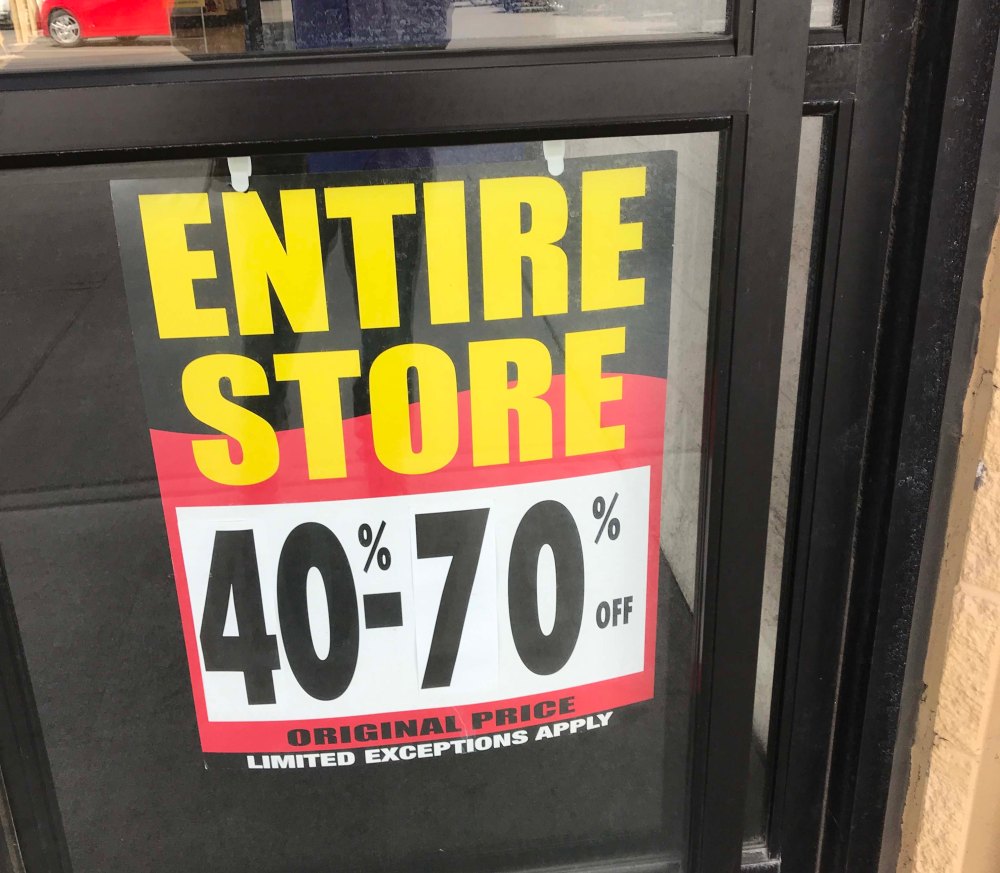 ENTIRE
STORE
40%-70% OFF
ORIGINAL PRICE
LIMITED EXCEPTIONS APPLY